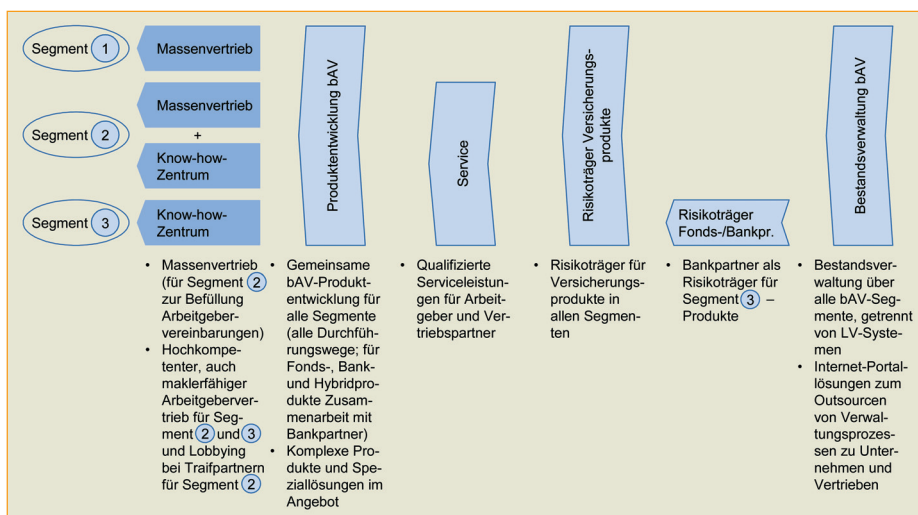 Segment 1
Massenvertrieb
Segment 2
Massenvertrieb
+
Know-how-
Zentrum
Segment 3
Know-how-
Zentrum
Produktentwicklung bAV
Service
Risikoträger Versicherungs-
produkte
Risikoträger
Fonds-/Bankpr.
Bestandsverwaltung bAV
• Massenvertrieb
(für Segment 2
zur Befüllung
Arbeitgeber-
vereinbarungen)
• Hochkompe-
tenter, auch
maklerfähiger
Arbeitgeberver-
trieb für Seg-
ment 2 und 3
und Lobbying
bei Traifpartnern
für Segment 2
• Gemeinsame
bAV-Produkt-
entwicklung für
alle Segmente
(alle Durchfüh-
rungswege; für
Fonds-, Bank-
und Hybridpro-
dukte Zusam-
menarbeit mit
Bankpartner)
• Komplexe Pro-
dukte und Spe-
ziallösungen im
Angebot
• Qualifizierte
Serviceleistun-
gen für Arbeit-
geber und Ver-
triebspartner
• Risikoträger für
Versicherungs-
produkte in
allen Segmen-
ten
• Bankpartner als
Risikoträger für
Segment 3 –
Produkte
• Bestandsver-
waltung über
alle bAV-Seg-
mente, getrennt
von LV-Syste-
men
• Internet-Portal-
lösungen zum
Outsourcen
von Verwal-
tungsprozes-
sen zu Unter-
nehmen und
Vertrieben